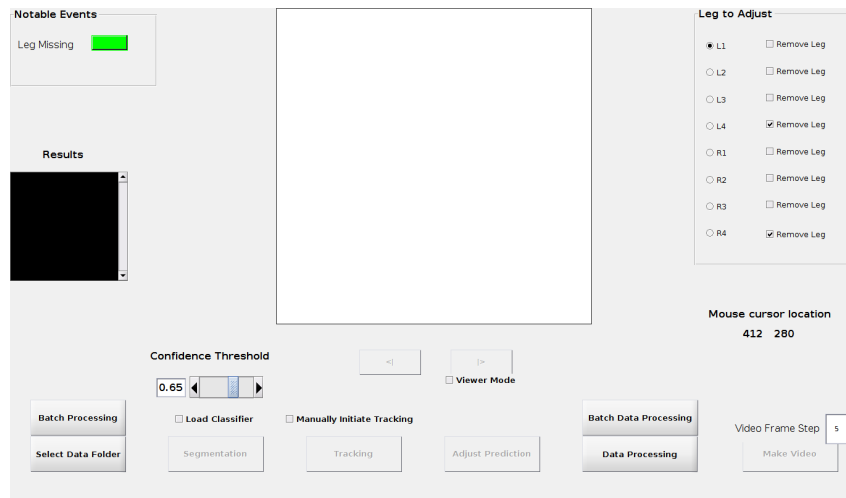 Notable Events
Leg Missing
Leg to Adjust
L1 Remove Leg
L2 Remove Leg
L3 Remove Leg
L4 Remove Leg
R1 Remove Leg
R2 Remove Leg
R3 Remove Leg
R4 Remove Leg
Results
Mouse cursor location
412 280
Confidence Threshold
0.65
<|
|>
Viewer Mode
Batch Processing
Load Classifier
Manually Initiate Tracking
Batch Data Processing
Video Frame Step 5
Select Data Folder
Segmentation
Tracking
Adjust Prediction
Data Processing
Make Video